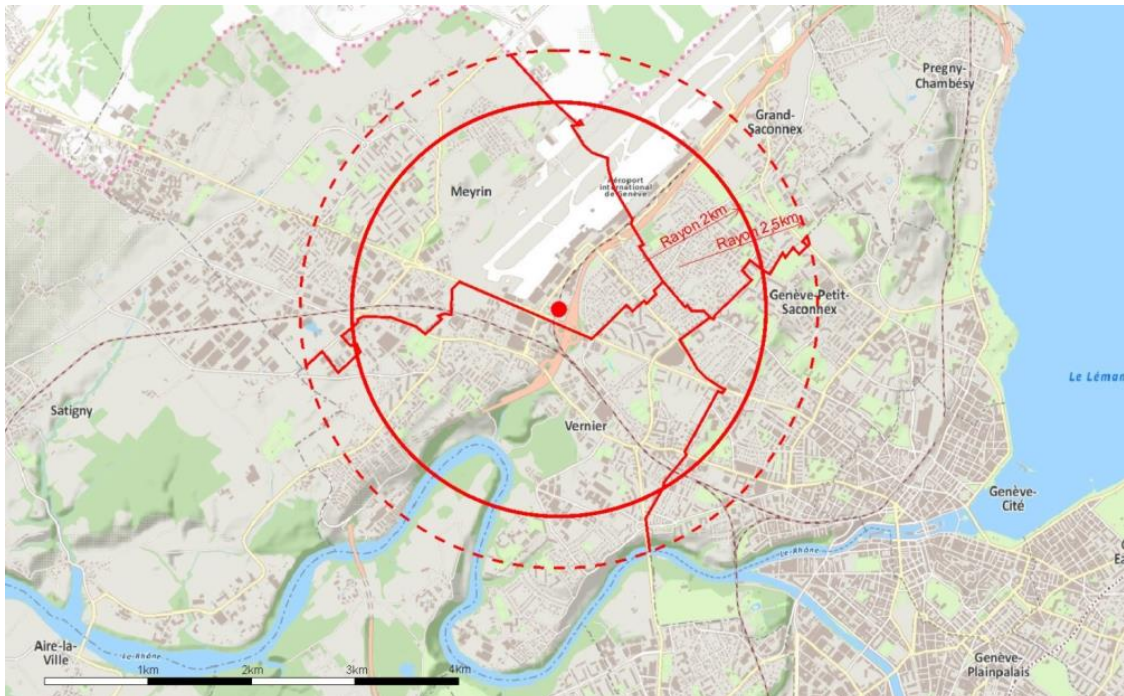 Pregny-
Chambésy
Grand-
Saconnex
Meyrin
Aéroport
international
de Genève
Rayon 2km
Rayon 2,5km
Genève-Petit-
Saconnex
Le Léman
Satigny
Vernier
Genève-
Cité
Le-Rhône
Aire-la-
Ville
Le-Rhône
1km
2km
3km
4km
Genève-
Plainpalais